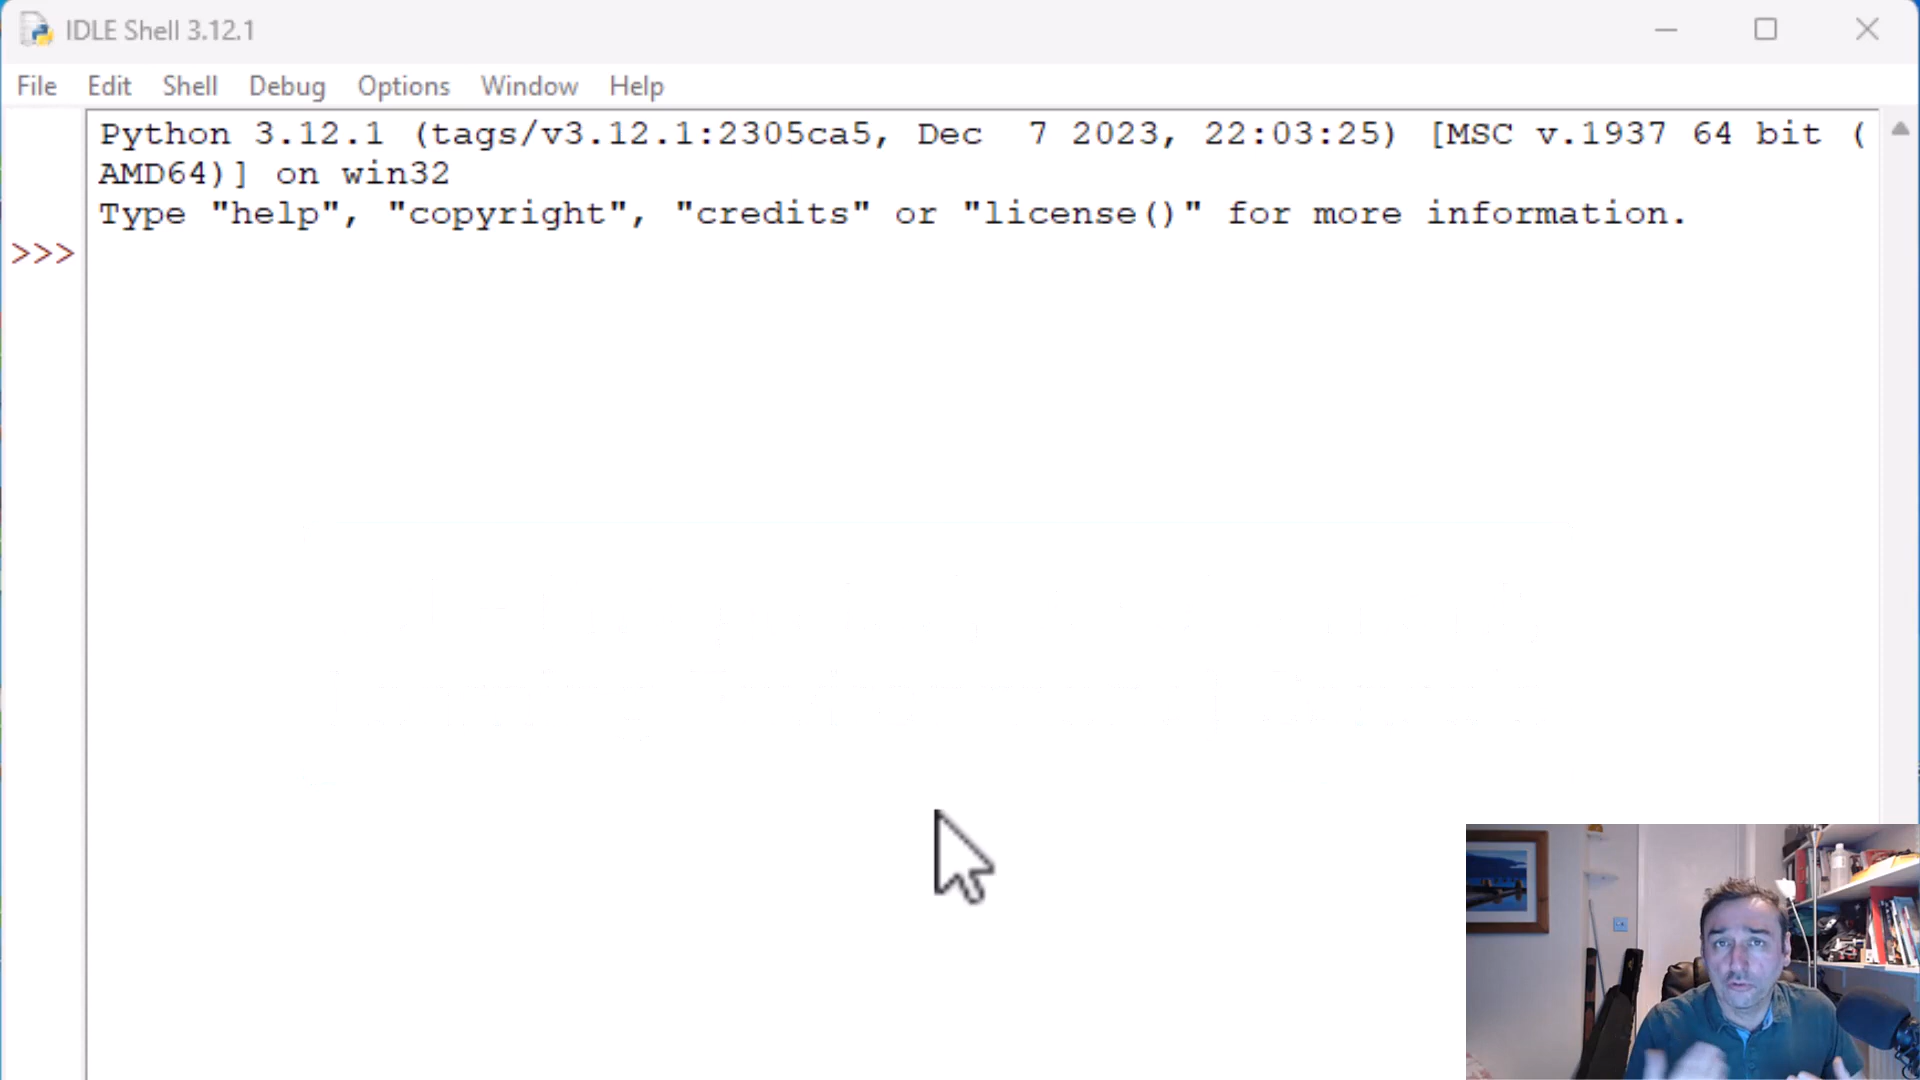 IDLE Shell 3.12.1
File Edit Shell Debug Options Window Help
Python 3.12.1 (tags/v3.12.1:2305ca5, Dec  7 2023, 22:03:25) [MSC v.1937 64 bit (
AMD64)] on win32
Type "help", "copyright", "credits" or "license()" for more information.
>>>